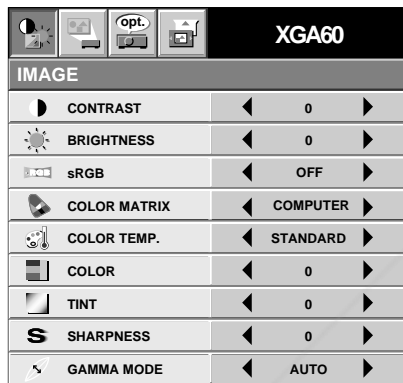 opt.
XGA60
IMAGE
CONTRAST 0
BRIGHTNESS 0
sRGB OFF
COLOR MATRIX COMPUTER
COLOR TEMP. STANDARD
COLOR 0
TINT 0
S SHARPNESS 0
GAMMA MODE AUTO